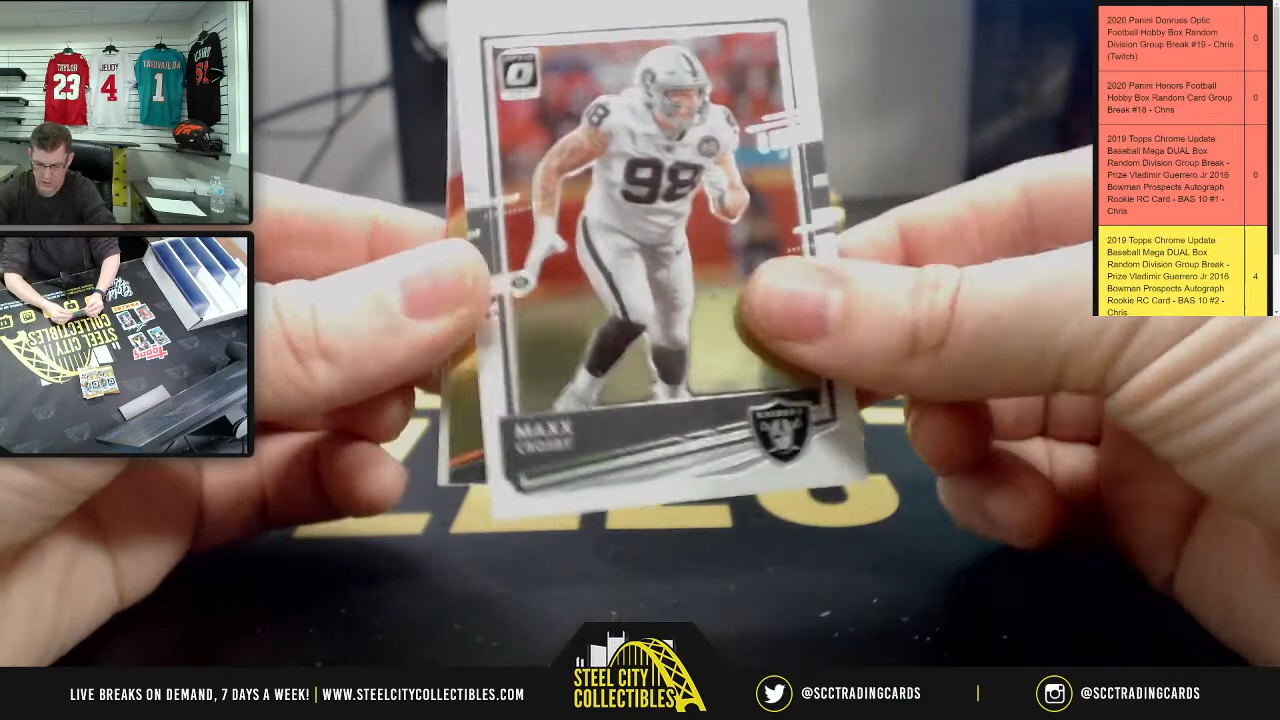 TAYLOR
23
JEUDY
4
TAGOVAILOA
1
51
98
98
MAXX
CROSBY
RAIDERS
STEEL CITY
COLLECTIBLES
Topps
2020 Panini Donruss Optic
Football Hobby Box Random
Division Group Break #19 - Chris
(Twitch)
0
2020 Panini Honors Football
Hobby Box Random Card Group
Break #18 - Chris
0
2019 Topps Chrome Update
Baseball Mega DUAL Box
Random Division Group Break -
Prize Vladimir Guerrero Jr 2016
Bowman Prospects Autograph
Rookie RC Card - BAS 10 #1 -
Chris
0
2019 Topps Chrome Update
Baseball Mega DUAL Box
Random Division Group Break -
Prize Vladimir Guerrero Jr 2016
Bowman Prospects Autograph
Rookie RC Card - BAS 10 #2 -
Chris
4
LIVE BREAKS ON DEMAND, 7 DAYS A WEEK! | WWW.STEELCITYCOLLECTIBLES.COM
STEEL CITY
COLLECTIBLES
@SCCTRADINGCARDS | @SCCTRADINGCARDS